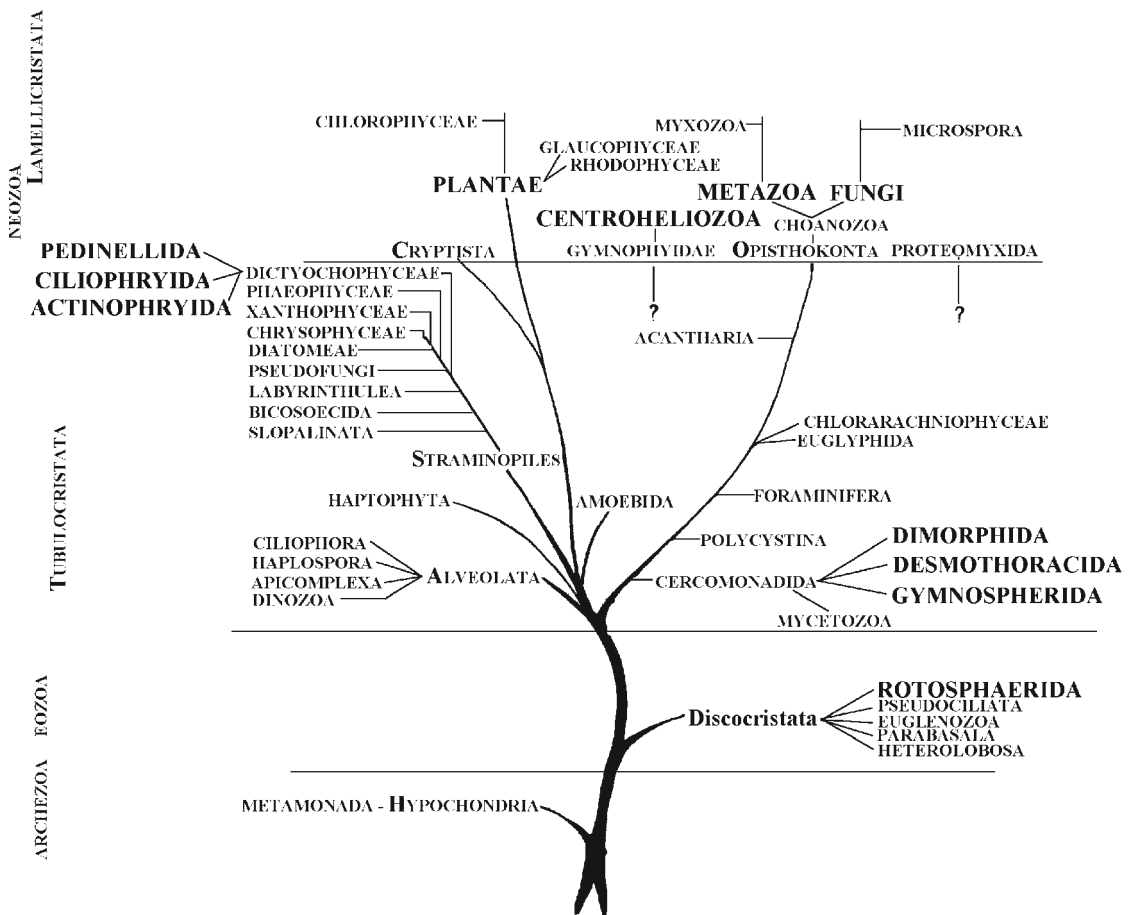 LAMELLICRISTATA
NEOZOA
TUBULOCRISTATA
EOZOA
ARCHEZOA
CHLOROPHYCEAE
MYXOZOA
MICROSPORA
GLAUCOPHYCEAE
RHODOPHYCEAE
PLANTAE
METAZOA FUNGI
CENTROHELIOZOA
CHOANOZOA
PEDINELLIDA
CRYPTISTA
GYMNOPHYIDAE
OPISTHOKONTA
PROTEOMYXIDA
CILIOPHRYIDA
DICTYOCHOPHYCEAE
ACTINOPHRYIDA
PHAEOPHYCEAE
XANTHOPHYCEAE
? ?
CHRYSOPHYCEAE
ACANTHARIA
DIATOMEAE
PSEUDOFUNGI
LABYRINTHULEA
BICOSOECIDA
SLOPALINATA
CHLORARACHNIOPHYCEAE
EUGLYPHIDA
STRAMINOPILES
HAPTOPHYTA
AMOEBIDA
FORAMINIFERA
CILIOPHORA
HAPLOSPORA
APICOMPLEXA
DINOZOA
ALVEOLATA
POLYCYSTINA
CERCOMONADIDA
DIMORPHIDA
DESMOTHORACIDA
GYMNOSPHERIDA
MYCETOZOA
Discocristata
ROTOSPHAERIDA
PSEUDOCILIATA
EUGLENOZOA
PARABASALA
HETEROLOBOSA
METAMONADA - HYPOCHONDRIA